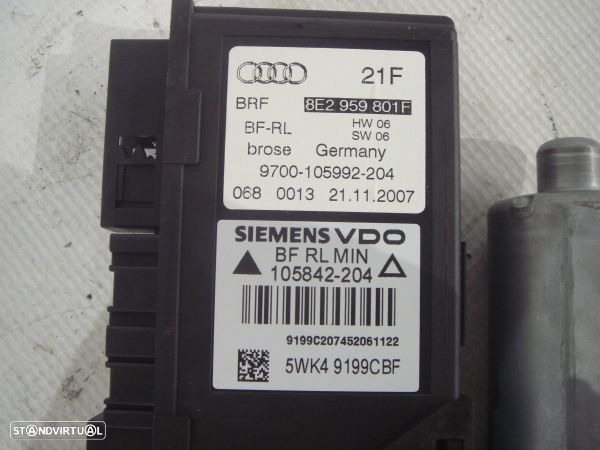 21F
BRF 8E2 959 801F
BF-RL HW 06
SW 06
brose Germany
9700-105992-204
068 0013 21.11.2007
SIEMENS VDO
BF RL MIN
105842-204
9199C207452061122
5WK4 9199CBF
STANDVIRTUAL